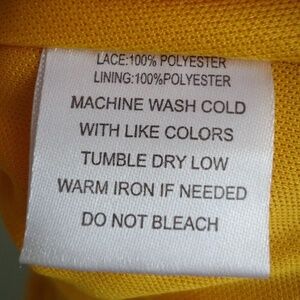 LACE:100% POLYESTER
LINING:100%POLYESTER
MACHINE WASH COLD
WITH LIKE COLORS
TUMBLE DRY LOW
WARM IRON IF NEEDED
DO NOT BLEACH